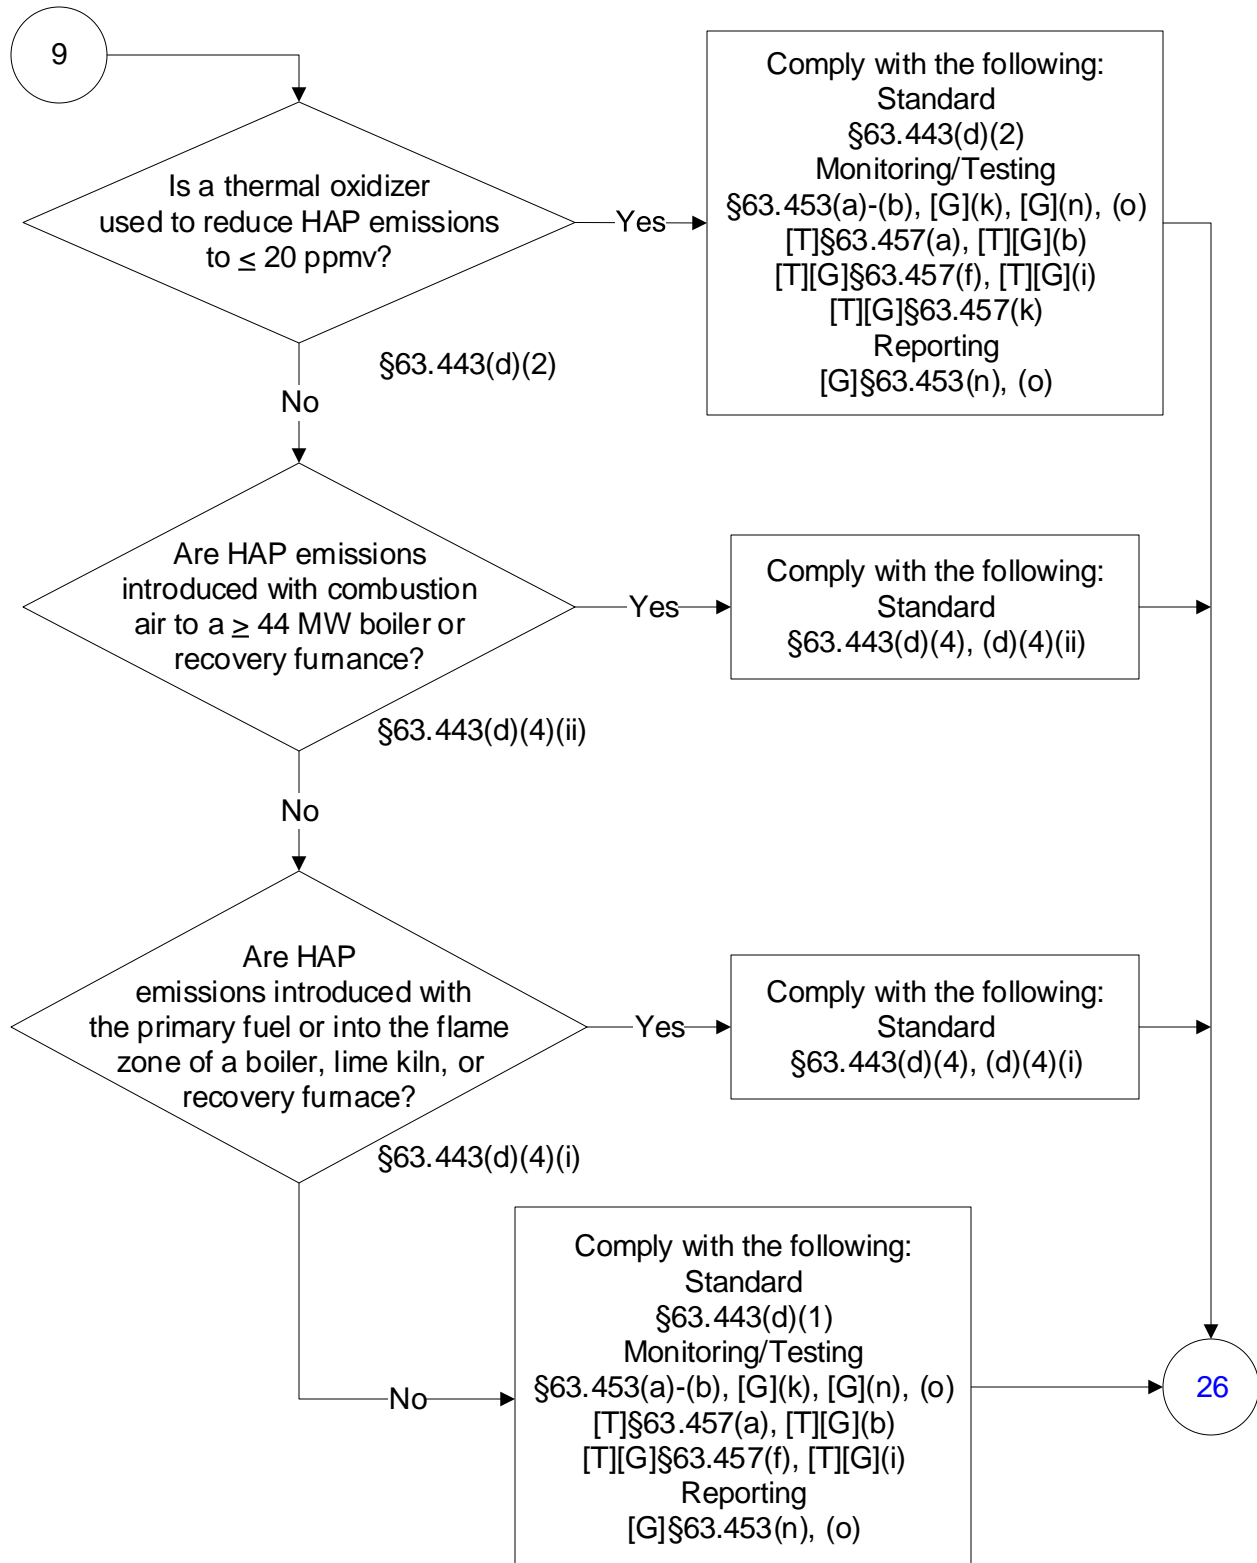 9
Is a thermal oxidizer
used to reduce HAP emissions
to ≤ 20 ppmv?
§63.443(d)(2)
Yes
Comply with the following:
Standard
§63.443(d)(2)
Monitoring/Testing
§63.453(a)-(b), [G](k), [G](n), (o)
[T]§63.457(a), [T][G](b)
[T][G]§63.457(f), [T][G](i)
[T][G]§63.457(k)
Reporting
[G]§63.453(n), (o)
No
Are HAP emissions
introduced with combustion
air to a ≥ 44 MW boiler or
recovery furnance?
§63.443(d)(4)(ii)
Yes
Comply with the following:
Standard
§63.443(d)(4), (d)(4)(ii)
No
Are HAP
emissions introduced with
the primary fuel or into the flame
zone of a boiler, lime kiln, or
recovery furnace?
§63.443(d)(4)(i)
Yes
Comply with the following:
Standard
§63.443(d)(4), (d)(4)(i)
No
Comply with the following:
Standard
§63.443(d)(1)
Monitoring/Testing
§63.453(a)-(b), [G](k), [G](n), (o)
[T]§63.457(a), [T][G](b)
[T][G]§63.457(f), [T][G](i)
Reporting
[G]§63.453(n), (o)
26